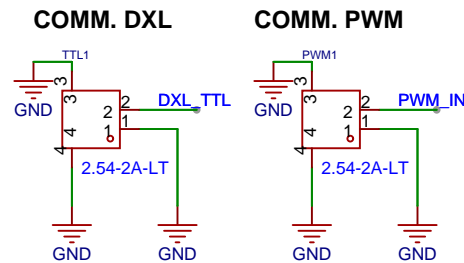 COMM. DXL
COMM. PWM
TTL1
PWM1
3
3
GND
GND
3
3
2
2
DXL_TTL
2
2
PWM_IN
1
1
1
1
4
4
4
4
2.54-2A-LT
2.54-2A-LT
GND
GND
GND
GND